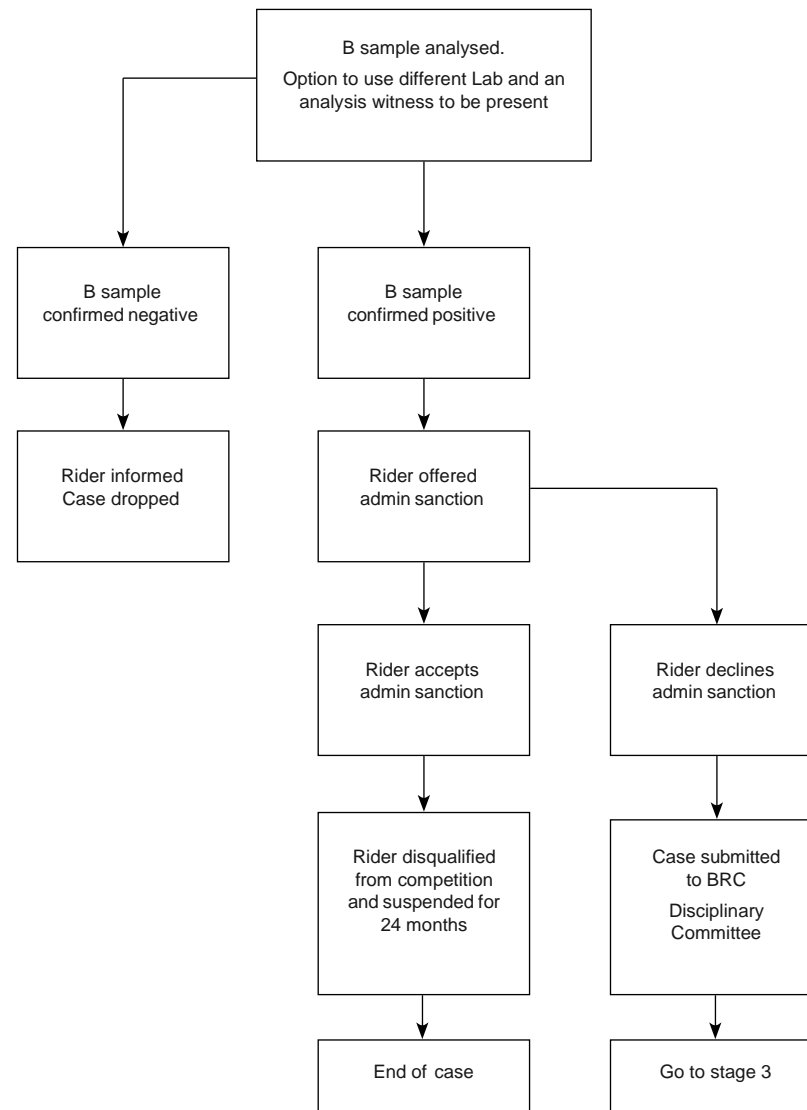 B sample analysed.
Option to use different Lab and an
analysis witness to be present
B sample
confirmed negative
B sample
confirmed positive
Rider informed
Case dropped
Rider offered
admin sanction
Rider accepts
admin sanction
Rider declines
admin sanction
Rider disqualified
from competition
and suspended for
24 months
Case submitted
to BRC
Disciplinary
Committee
End of case
Go to stage 3